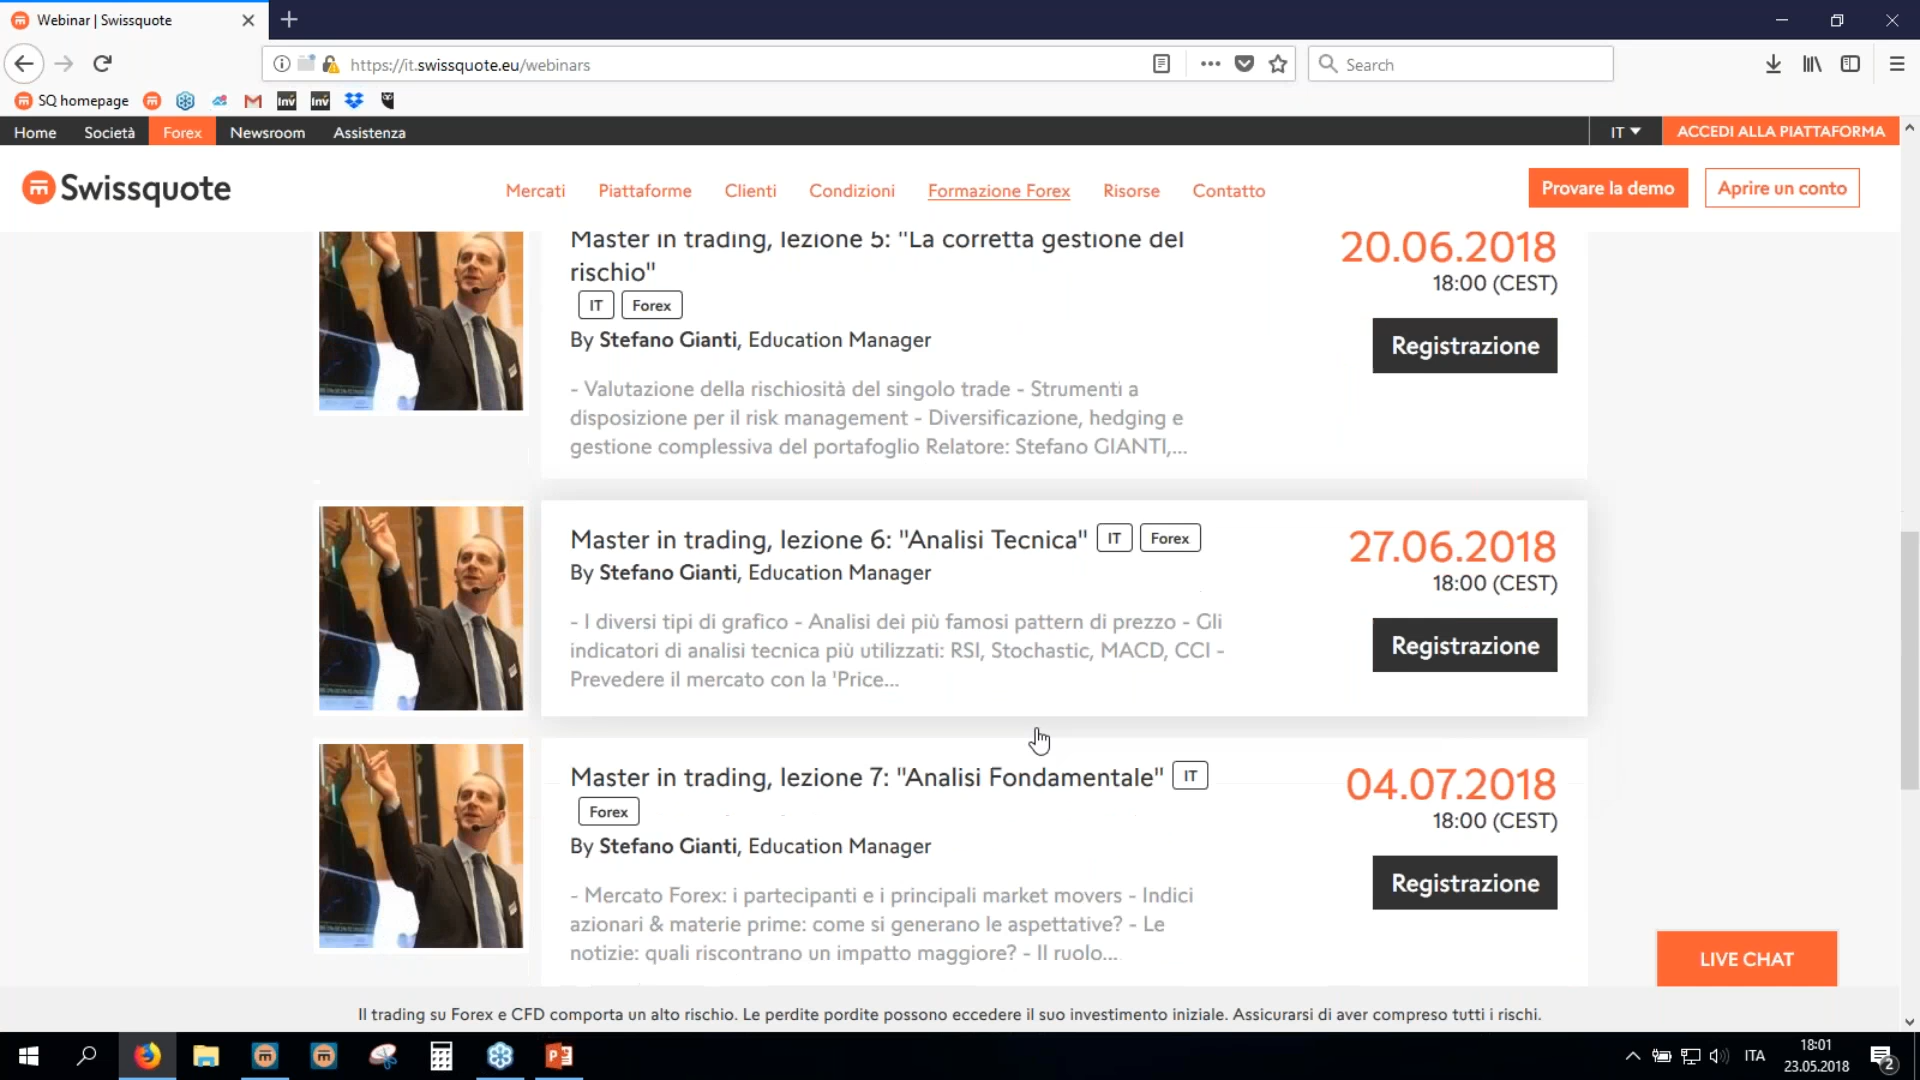 Webinar | Swissquote
https://it.swissquote.eu/webinars
Search
SQ homepage
Inv
Inv
Home
Società
Forex
Newsroom
Assistenza
IT
ACCEDI ALLA PIATTAFORMA
Swissquote
Mercati
Piattaforme
Clienti
Condizioni
Formazione Forex
Risorse
Contatto
Provare la demo
Aprire un conto
Master in trading, lezione 5: "La corretta gestione del
rischio"
IT
Forex
By Stefano Gianti, Education Manager
- Valutazione della rischiosità del singolo trade - Strumenti a
disposizione per il risk management - Diversificazione, hedging e
gestione complessiva del portafoglio Relatore: Stefano GIANTI,...
20.06.2018
18:00 (CEST)
Registrazione
Master in trading, lezione 6: "Analisi Tecnica" IT Forex
By Stefano Gianti, Education Manager
- I diversi tipi di grafico - Analisi dei più famosi pattern di prezzo - Gli
indicatori di analisi tecnica più utilizzati: RSI, Stochastic, MACD, CCI -
Prevedere il mercato con la 'Price...
27.06.2018
18:00 (CEST)
Registrazione
Master in trading, lezione 7: "Analisi Fondamentale" IT
Forex
By Stefano Gianti, Education Manager
- Mercato Forex: i partecipanti e i principali market movers - Indici
azionari & materie prime: come si generano le aspettative? - Le
notizie: quali riscontrano un impatto maggiore? - Il ruolo...
04.07.2018
18:00 (CEST)
Registrazione
LIVE CHAT
Il trading su Forex e CFD comporta un alto rischio. Le perdite pordite possono eccedere il suo investimento iniziale. Assicurarsi di aver compreso tutti i rischi.
ITA
18:01
23.05.2018
2